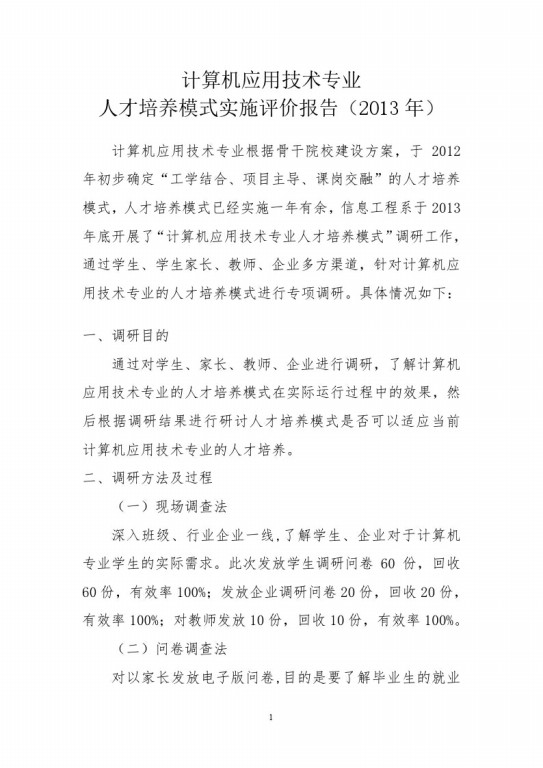 计算机应用技术专业
人才培养模式实施评价报告（2013 年）
计算机应用技术专业根据骨干院校建设方案，于 2012
年初步确定“工学结合、项目主导、课岗交融”的人才培养
模式，人才培养模式已经实施一年有余，信息工程系于 2013
年底开展了“计算机应用技术专业人才培养模式”调研工作，
通过学生、学生家长、教师、企业多方渠道，针对计算机应
用技术专业的人才培养模式进行专项调研。具体情况如下：
一、调研目的
通过对学生、家长、教师、企业进行调研，了解计算机
应用技术专业的人才培养模式在实际运行过程中的效果，然
后根据调研结果进行研讨人才培养模式是否可以适应当前
计算机应用技术专业的人才培养。
二、调研方法及过程
（一）现场调查法
深入班级、行业企业一线,了解学生、企业对于计算机
专业学生的实际需求。此次发放学生调研问卷 60 份，回收
60 份，有效率 100%；发放企业调研问卷 20 份，回收 20 份，
有效率 100%；对教师发放 10 份，回收 10 份，有效率 100%。
（二）问卷调查法
对以家长发放电子版问卷,目的是要了解毕业生的就业
1